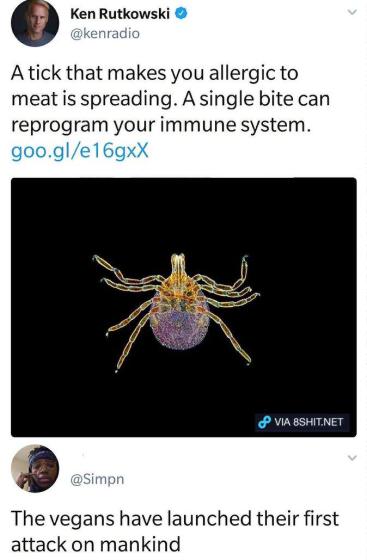 Ken Rutkowski
@kenradio
A tick that makes you allergic to
meat is spreading. A single bite can
reprogram your immune system.
goo.gl/e16gxX
VIA 8SHIT.NET
@Simpn
The vegans have launched their first
attack on mankind